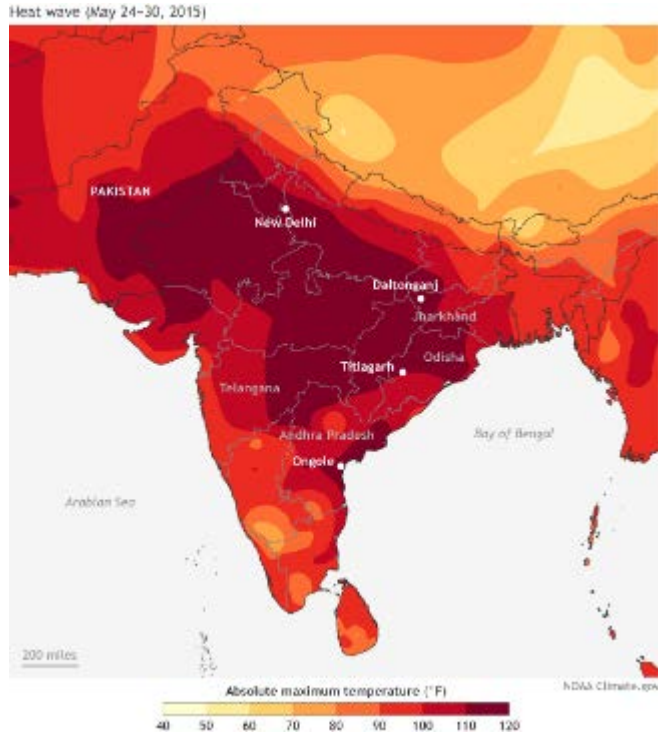 Heat wave (May 24–30, 2015)
PAKISTAN
New Delhi
Daltonganj
Jharkhand
Odisha
Titlagarh
Telangana
Andhra Pradesh
Bay of Bengal
Ongole
Arabian Sea
200 miles
NOAA Climate.gov
Absolute maximum temperature (°F)
40 50 60 70 80 90 100 110 120